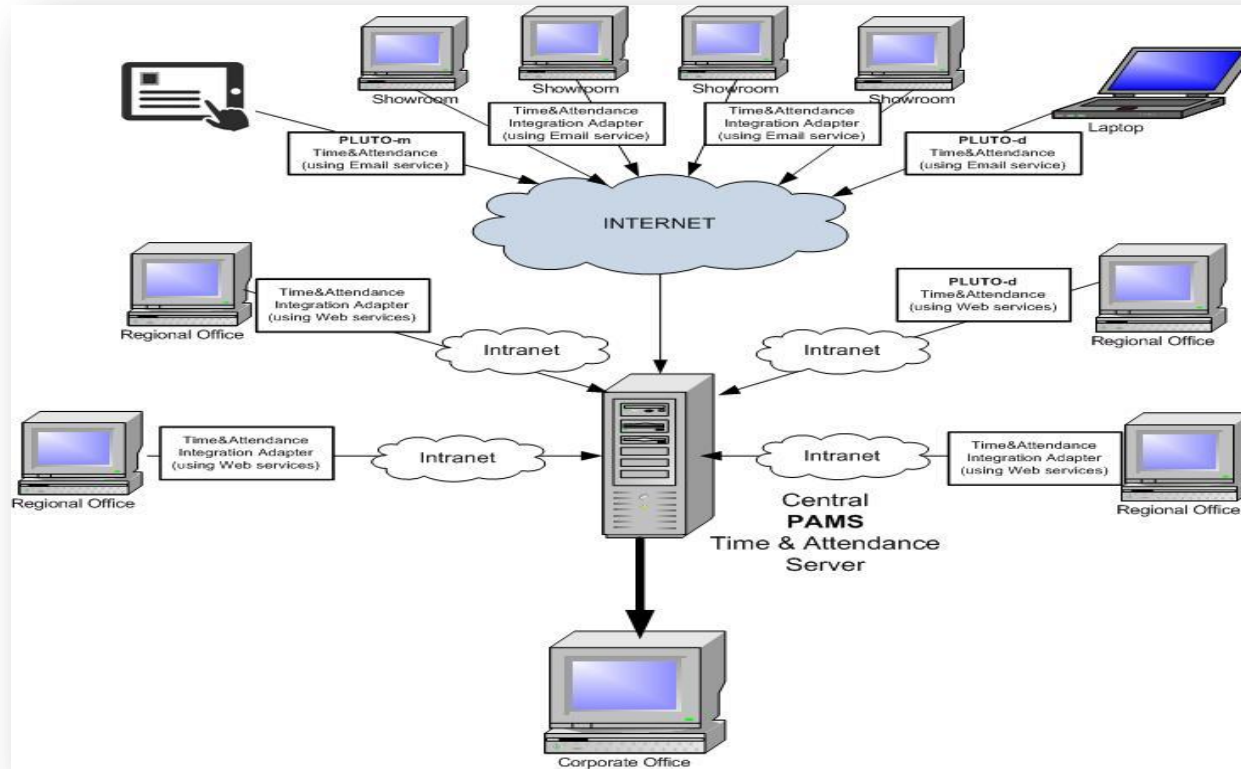 Showroom
Showroom
Showroom
Showroom
Time&Attendance
Integration Adapter
(using Email service)
Time&Attendance
Integration Adapter
(using Email service)
Laptop
PLUTO-m
Time&Attendance
(using Email service)
PLUTO-d
Time&Attendance
(using Email service)
INTERNET
Time&Attendance
Integration Adapter
(using Web services)
Regional Office
PLUTO-d
Time&Attendance
(using Web services)
Regional Office
Intranet
Intranet
Time&Attendance
Integration Adapter
(using Web services)
Regional Office
Intranet
Intranet
Time&Attendance
Integration Adapter
(using Web services)
Regional Office
Central
PAMS
Time & Attendance
Server
Corporate Office